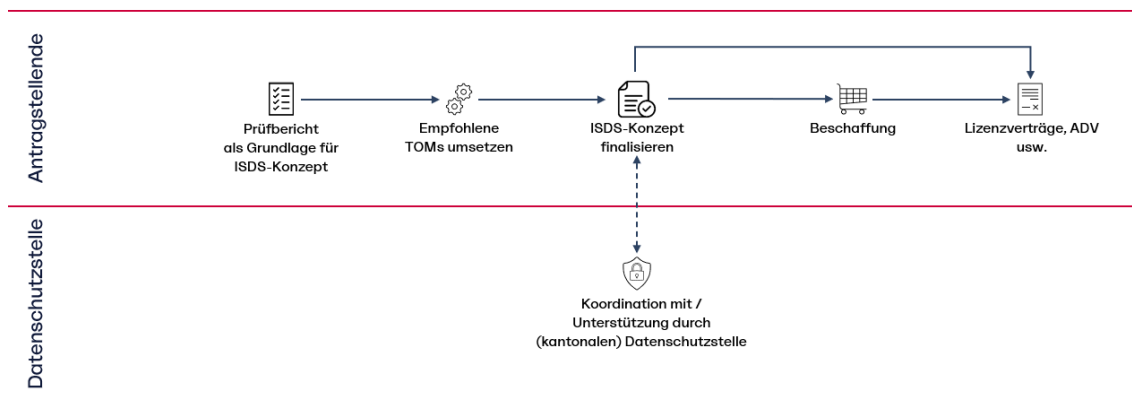 Antragstellende
Prüfbericht
als Grundlage für
ISDS-Konzept
Empfohlene
TOMs umsetzen
ISDS-Konzept
finalisieren
Beschaffung
Lizenzverträge, ADV
usw.
Datenschutzstelle
Koordination mit /
Unterstützung durch
(kantonalen) Datenschutzstelle